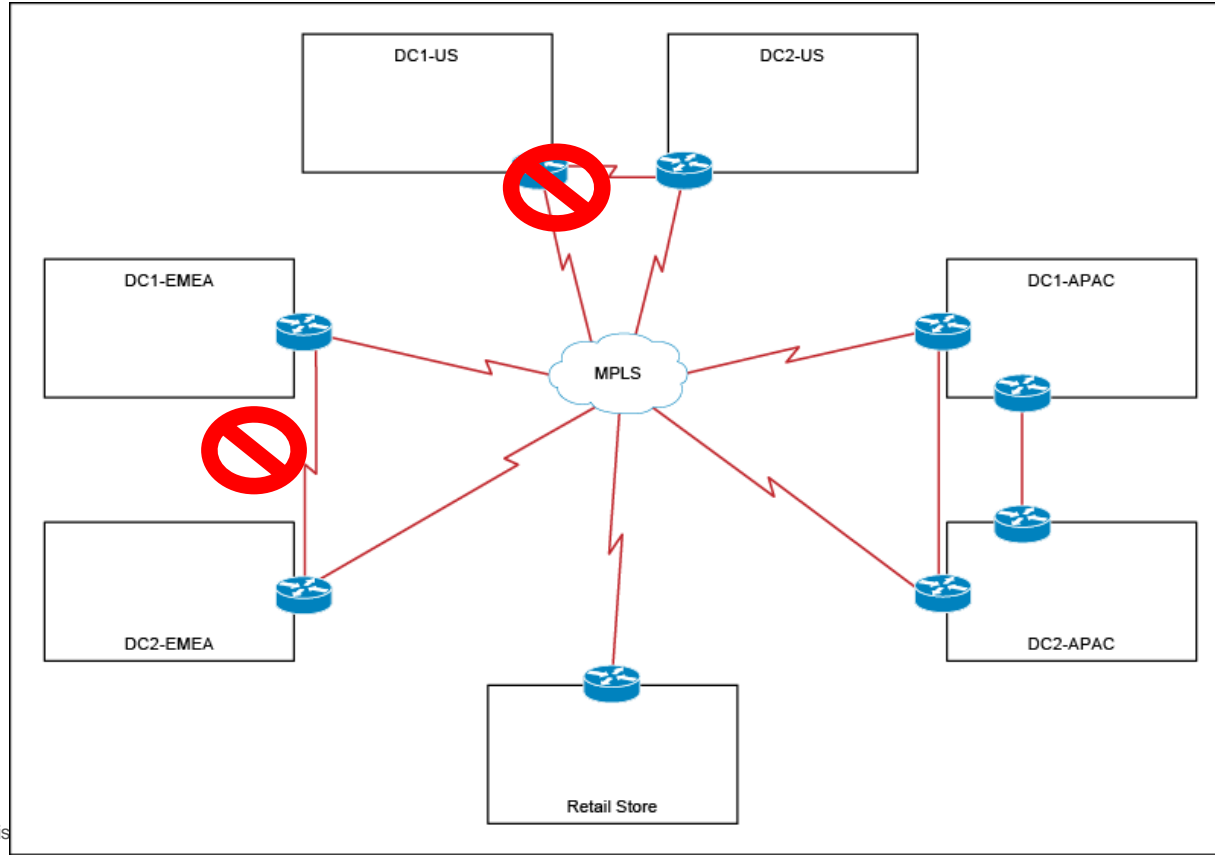 DC1-US
DC2-US
DC1-EMEA
DC1-APAC
MPLS
DC2-EMEA
DC2-APAC
Retail Store